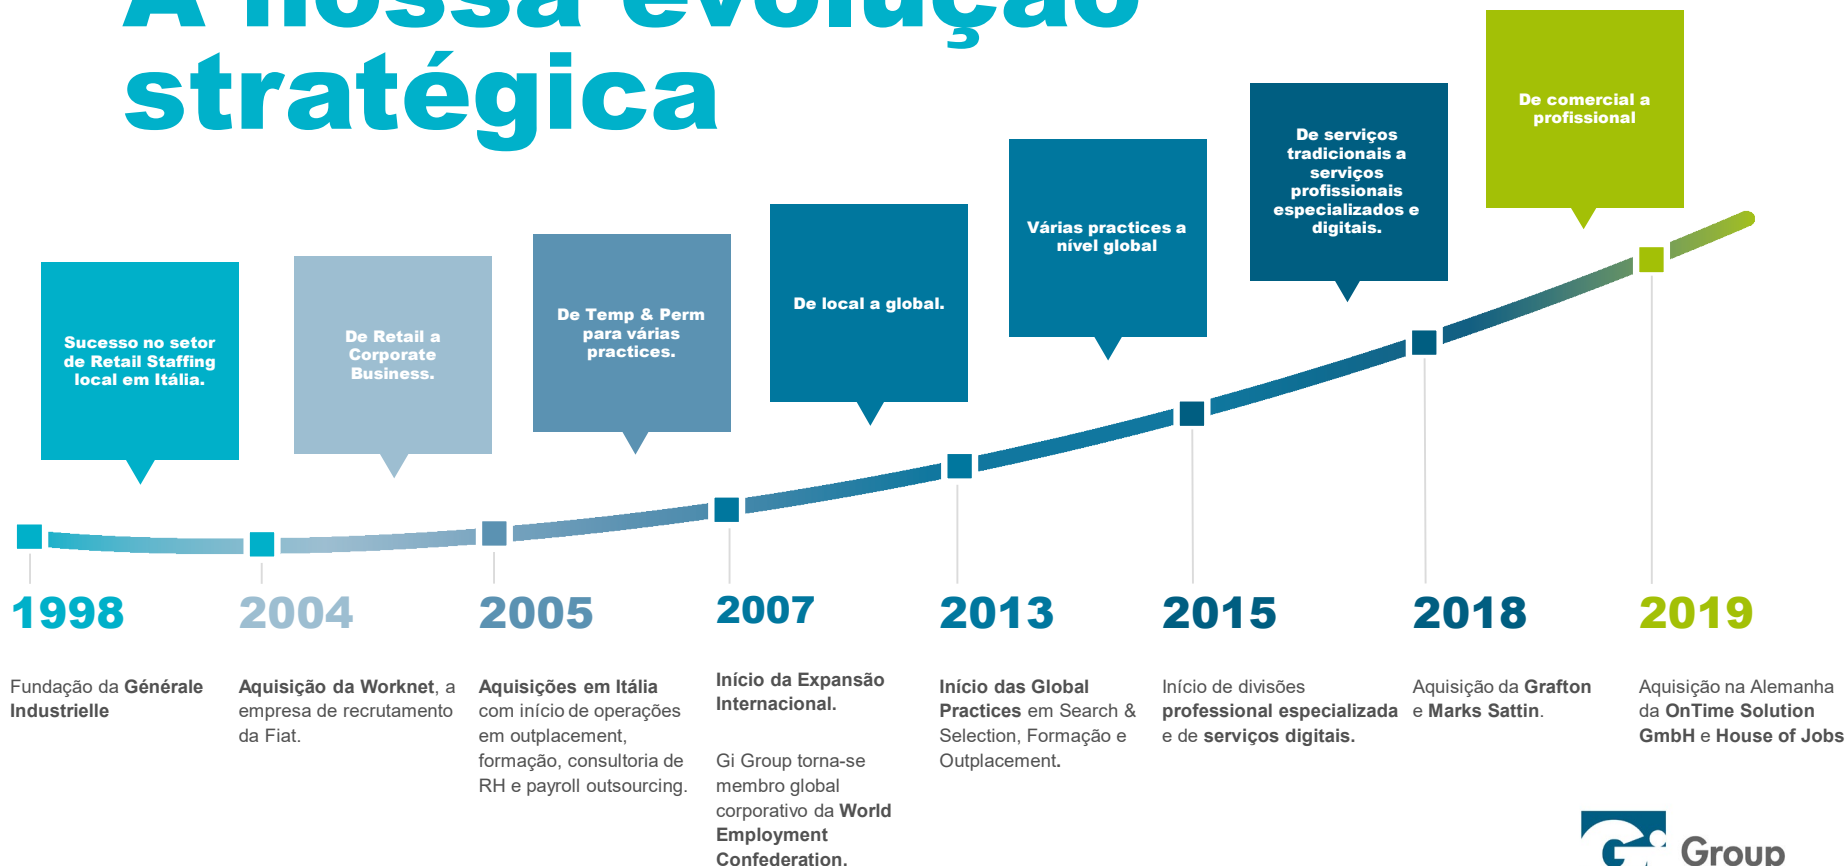 A nossa evolução
stratégica
De comercial a
profissional
De serviços
tradicionais a
serviços
profissionais
especializados e
digitais.
Várias practices a
nível global
De local a global.
De Temp & Perm
para várias
practices.
De Retail a
Corporate
Business.
Sucesso no setor
de Retail Staffing
local em Itália.
1998
Fundação da Générale
Industrielle
2004
Aquisição da Worknet, a
empresa de recrutamento
da Fiat.
2005
Aquisições em Itália
com início de operações
em outplacement,
formação, consultoria de
RH e payroll outsourcing.
2007
Início da Expansão
Internacional.
Gi Group torna-se
membro global
corporativo da World
Employment
Confederation.
2013
Início das Global
Practices em Search &
Selection, Formação e
Outplacement.
2015
Início de divisões
professional especializada
e de serviços digitais.
2018
Aquisição da Grafton
e Marks Sattin.
2019
Aquisição na Alemanha
da OnTime Solution
GmbH e House of Jobs
Gi Group